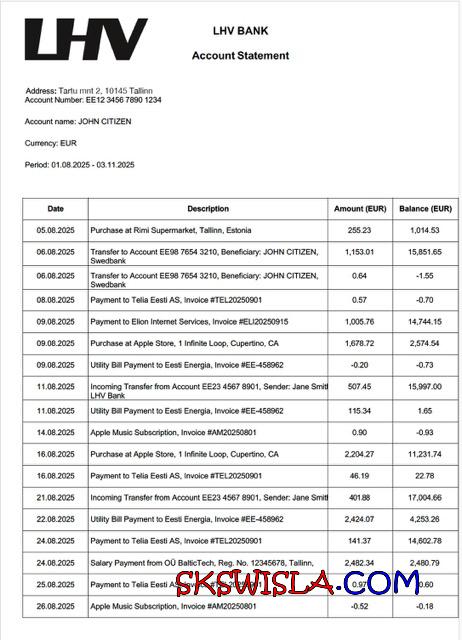 LHV
LHV BANK
Account Statement
Address: Tartu mnt 2, 10145 Tallinn
Account Number: EE12 3456 7890 1234
Account name: JOHN CITIZEN
Currency: EUR
Period: 01.08.2025 - 03.11.2025
Date Description Amount (EUR) Balance (EUR)
05.08.2025 Purchase at Rimi Supermarket, Tallinn, Estonia 255.23 1,014.53
06.08.2025 Transfer to Account EE98 7654 3210, Beneficiary: JOHN CITIZEN, 1,153.01 15,851.65
Swedbank
06.08.2025 Transfer to Account EE98 7654 3210, Beneficiary: JOHN CITIZEN, 0.64 -1.55
Swedbank
08.08.2025 Payment to Telia Eesti AS, Invoice #TEL20250901 0.57 -0.70
09.08.2025 Payment to Elion Internet Services, Invoice #ELI20250915 1,005.76 14,744.15
09.08.2025 Purchase at Apple Store, 1 Infinite Loop, Cupertino, CA 1,678.72 2,574.54
09.08.2025 Utility Bill Payment to Eesti Energia, Invoice #EE-458962 -0.20 -0.73
11.08.2025 Incoming Transfer from Account EE23 4567 8901, Sender: Jane Smit 507.45 15,997.00
LHV Bank
11.08.2025 Utility Bill Payment to Eesti Energia, Invoice #EE-458962 115.34 1.65
14.08.2025 Apple Music Subscription, Invoice #AM20250801 0.90 -0.93
16.08.2025 Purchase at Apple Store, 1 Infinite Loop, Cupertino, CA 2,204.27 11,231.74
16.08.2025 Payment to Telia Eesti AS, Invoice #TEL20250901 46.19 22.78
21.08.2025 Incoming Transfer from Account EE23 4567 8901, Sender: Jane Smit 401.88 17,004.66
22.08.2025 Utility Bill Payment to Eesti Energia, Invoice #EE-458962 2,424.07 4,253.26
24.08.2025 Payment to Telia Eesti AS, Invoice #TEL20250901 141.37 14,602.78
24.08.2025 Salary Payment from OÜ BalticTech, Reg. No. 12345678, Tallinn, 2,482.34 2,480.79
25.08.2025 Payment to Telia Eesti AS, Invoice 0.97 0.60
SKSWISLA.COM
26.08.2025 Apple Music Subscription, Invoice #AM20250801 -0.52 -0.18